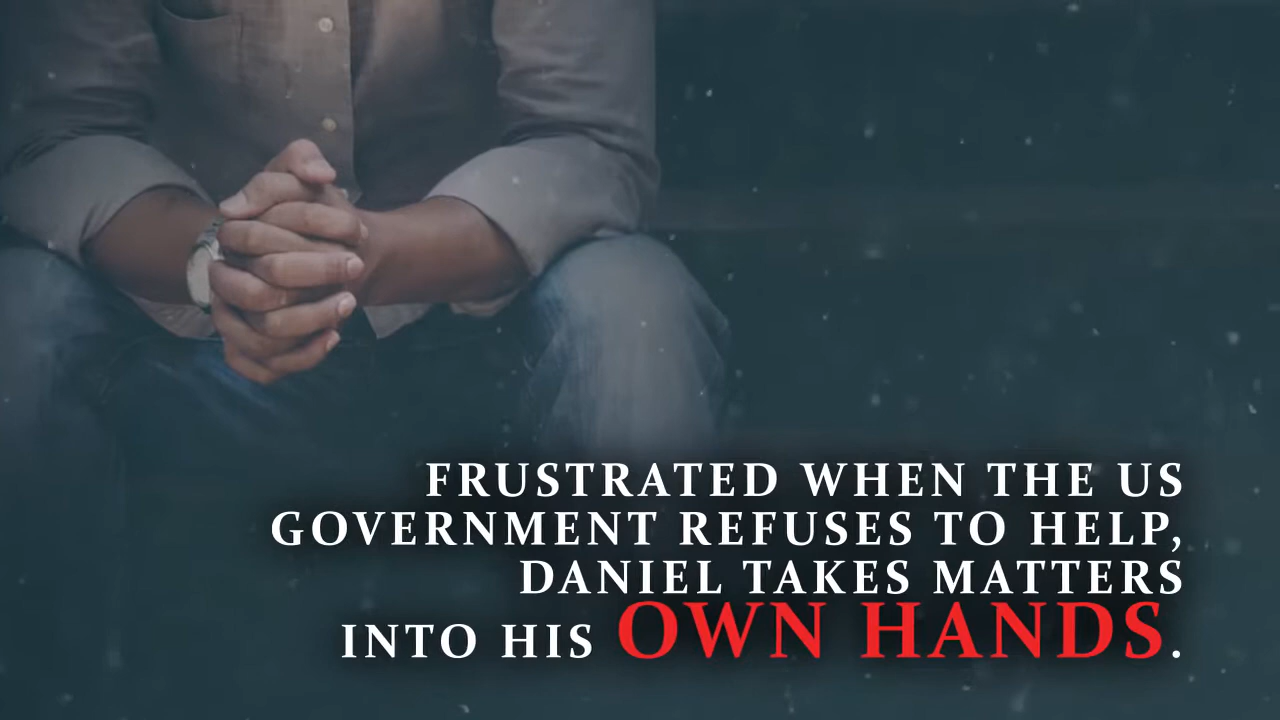 FRUSTRATED WHEN THE US
GOVERNMENT REFUSES TO HELP,
DANIEL TAKES MATTERS
INTO HIS OWN HANDS.